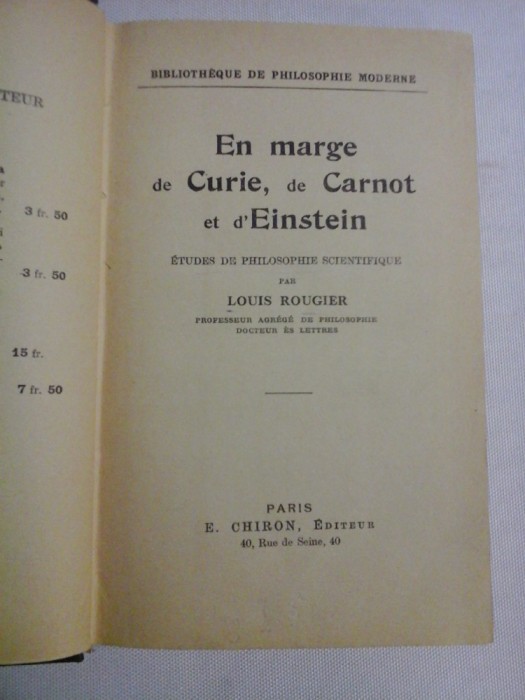 TEUR
3 fr. 50
3 fr. 50
15 fr.
7 fr. 50
BIBLIOTHÈQUE DE PHILOSOPHIE MODERNE
En marge
de Curie, de Carnot
et d'Einstein
ÉTUDES DE PHILOSOPHIE SCIENTIFIQUE
PAR
LOUIS ROUGIER
PROFESSEUR AGRÉGÉ DE PHILOSOPHIE
DOCTEUR ÈS LETTRES
PARIS
E. CHIRON, ÉDITEUR
40, Rue de Seine, 40